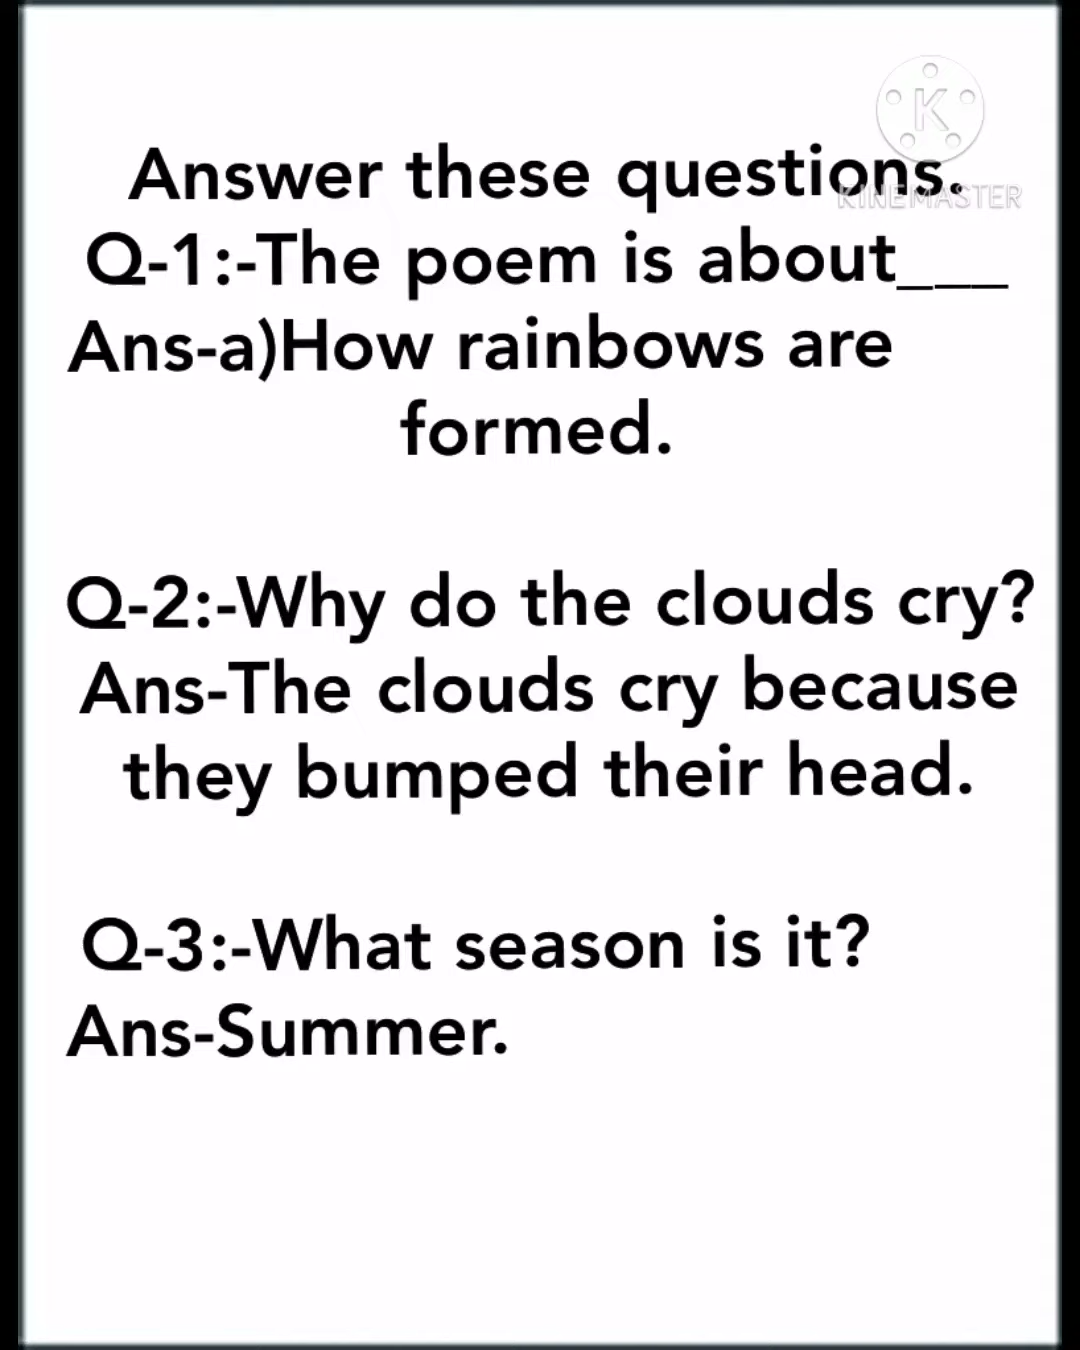 Answer these questions.
KINEMASTER
Q-1:-The poem is about___
Ans-a)How rainbows are
formed.
Q-2:-Why do the clouds cry?
Ans-The clouds cry because
they bumped their head.
Q-3:-What season is it?
Ans-Summer.